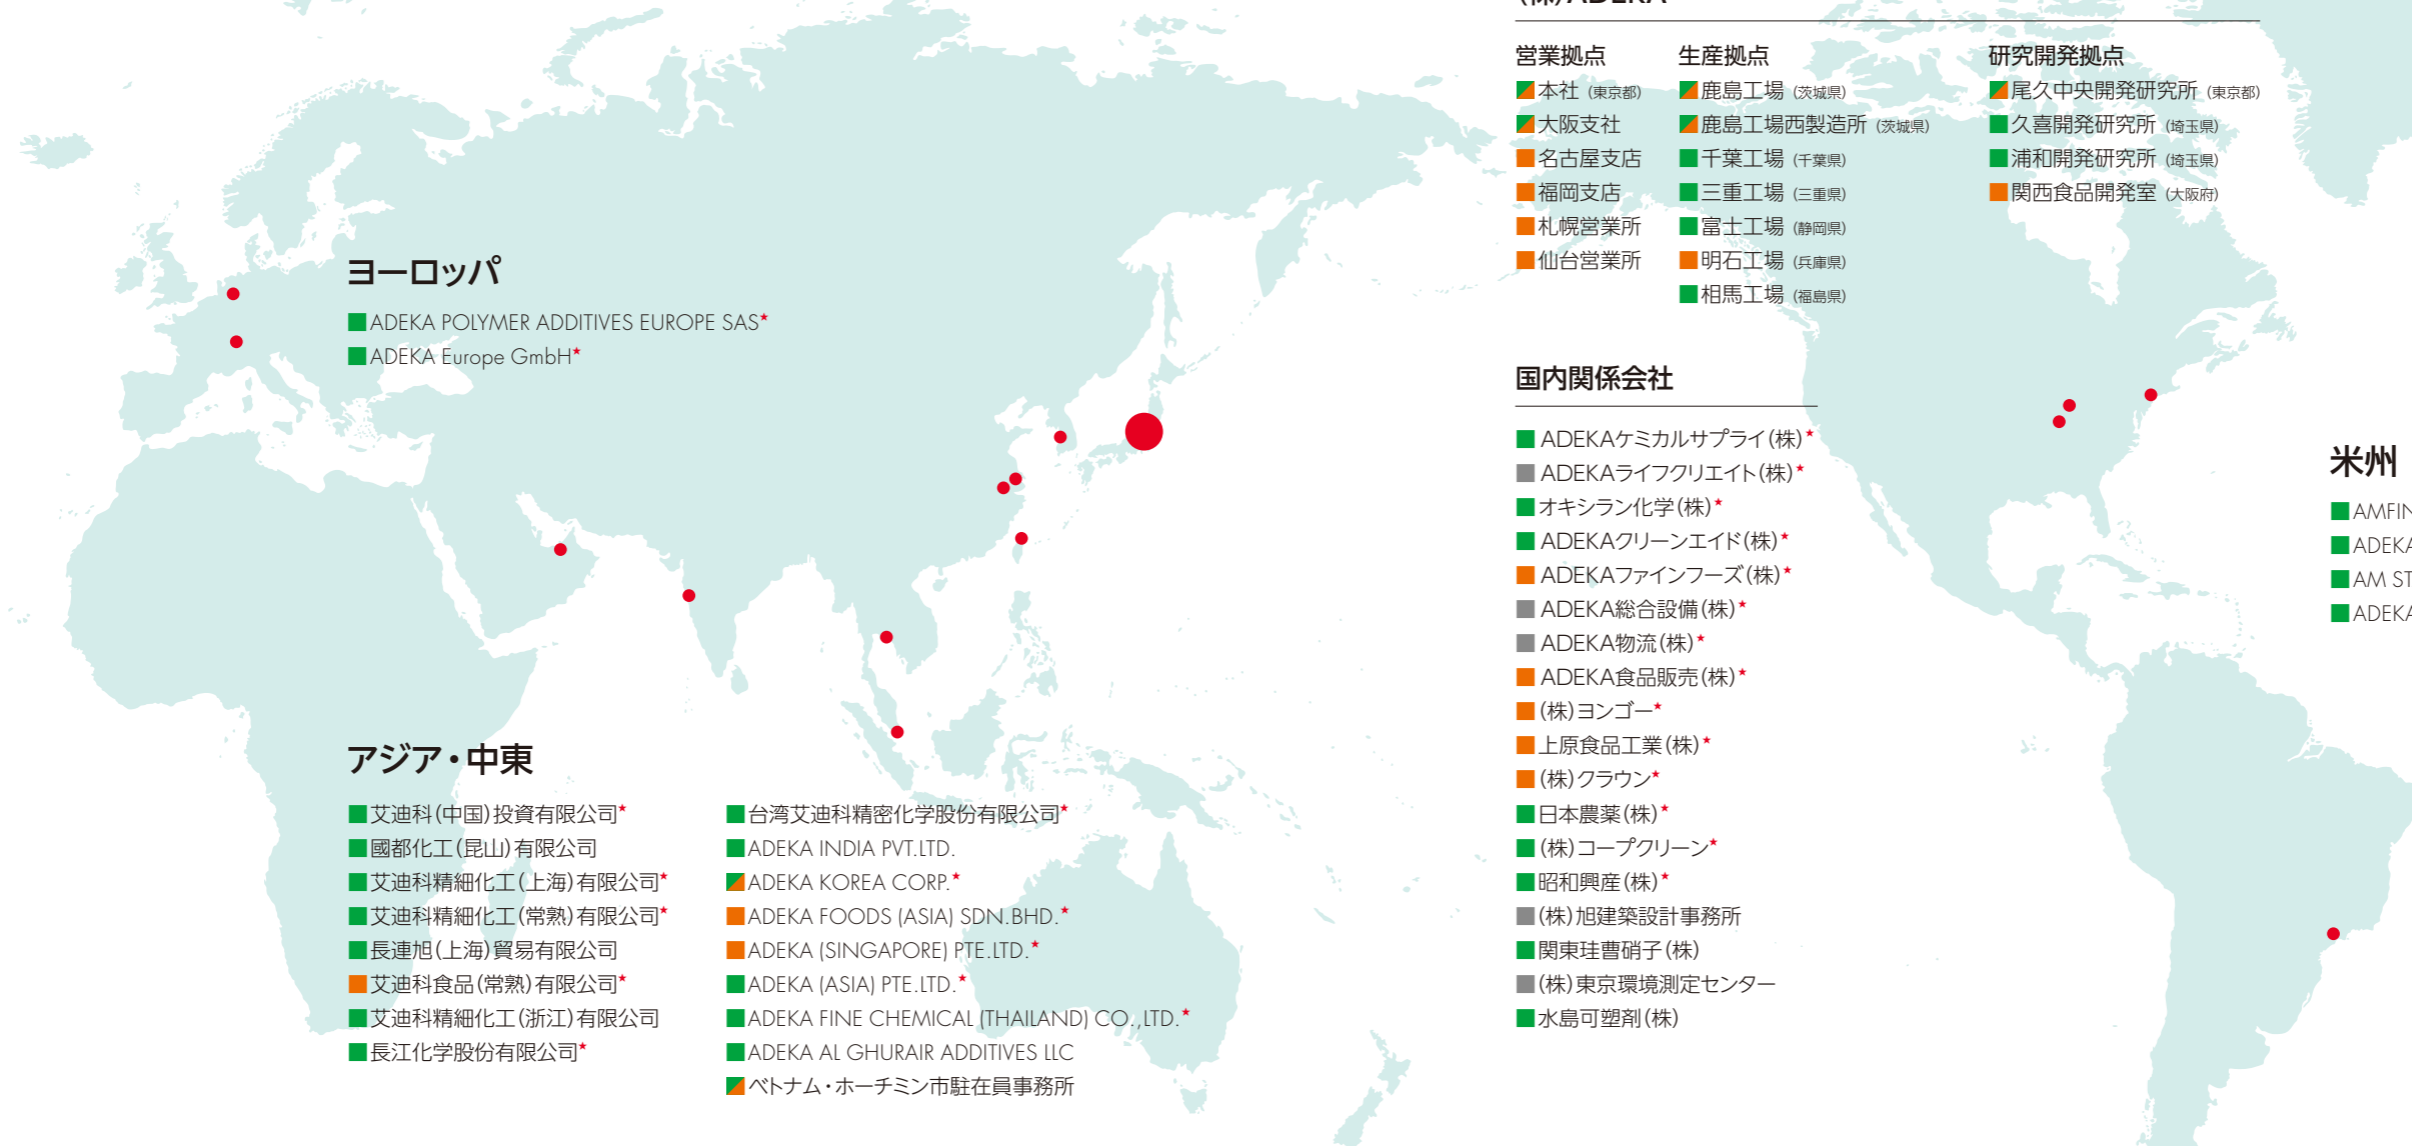 (株)ADEKA
営業拠点
本社 (東京都)
大阪支社
名古屋支店
福岡支店
札幌営業所
仙台営業所
生産拠点
鹿島工場 (茨城県)
鹿島工場西製造所 (茨城県)
千葉工場 (千葉県)
三重工場 (三重県)
富士工場 (静岡県)
明石工場 (兵庫県)
相馬工場 (福島県)
研究開発拠点
尾久中央開発研究所 (東京都)
久喜開発研究所 (埼玉県)
浦和開発研究所 (埼玉県)
関西食品開発室 (大阪府)
ヨーロッパ
ADEKA POLYMER ADDITIVES EUROPE SAS★
ADEKA Europe GmbH★
国内関係会社
ADEKAケミカルサプライ(株)★
ADEKAライフクリエイト(株)★
オキシラン化学(株)★
ADEKAクリーンエイド(株)★
ADEKAファインフーズ(株)★
ADEKA総合設備(株)★
ADEKA物流(株)★
ADEKA食品販売(株)★
(株)ヨンゴー★
上原食品工業(株)★
(株)クラウン★
日本農薬(株)★
(株)コープクリーン★
昭和興産(株)★
(株)旭建築設計事務所
関東珪曹硝子(株)
(株)東京環境測定センター
水島可塑剤(株)
米州
AMFIN
ADEKA
AM ST
ADEKA
アジア・中東
艾迪科(中国)投資有限公司★
國都化工(昆山)有限公司
艾迪科精細化工(上海)有限公司★
艾迪科精細化工(常熟)有限公司★
長連旭(上海)貿易有限公司
艾迪科食品(常熟)有限公司★
艾迪科精細化工(浙江)有限公司
長江化学股份有限公司★
台湾艾迪科精密化学股份有限公司★
ADEKA INDIA PVT.LTD.
ADEKA KOREA CORP.★
ADEKA FOODS (ASIA) SDN.BHD.★
ADEKA (SINGAPORE) PTE.LTD.★
ADEKA (ASIA) PTE.LTD.★
ADEKA FINE CHEMICAL (THAILAND) CO.,LTD.★
ADEKA AL GHURAIR ADDITIVES LLC
ベトナム・ホーチミン市駐在員事務所